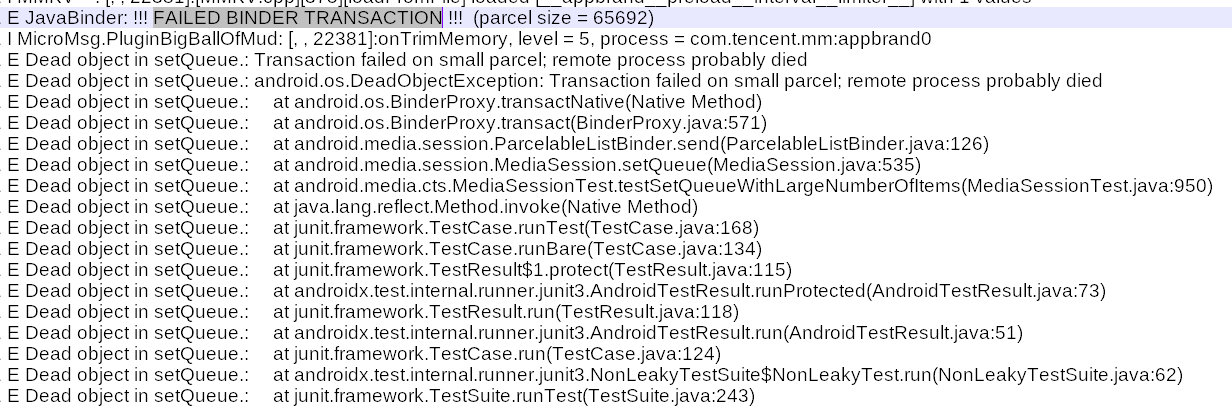 E JavaBinder: !!! FAILED BINDER TRANSACTION !!!  (parcel size = 65692)
. I MicroMsg.PluginBigBallOfMud: [, , 22381]:onTrimMemory, level = 5, process = com.tencent.mm:appbrand0
. E Dead object in setQueue.: Transaction failed on small parcel; remote process probably died
. E Dead object in setQueue.: android.os.DeadObjectException: Transaction failed on small parcel; remote process probably died
. E Dead object in setQueue.:     at android.os.BinderProxy.transactNative(Native Method)
. E Dead object in setQueue.:     at android.os.BinderProxy.transact(BinderProxy.java:571)
. E Dead object in setQueue.:     at android.media.session.ParcelableListBinder.send(ParcelableListBinder.java:126)
. E Dead object in setQueue.:     at android.media.session.MediaSession.setQueue(MediaSession.java:535)
. E Dead object in setQueue.:     at android.media.cts.MediaSessionTest.testSetQueueWithLargeNumberOfItems(MediaSessionTest.java:950)
. E Dead object in setQueue.:     at java.lang.reflect.Method.invoke(Native Method)
. E Dead object in setQueue.:     at junit.framework.TestCase.runTest(TestCase.java:168)
. E Dead object in setQueue.:     at junit.framework.TestCase.runBare(TestCase.java:134)
. E Dead object in setQueue.:     at junit.framework.TestResult$1.protect(TestResult.java:115)
. E Dead object in setQueue.:     at androidx.test.internal.runner.junit3.AndroidTestResult.runProtected(AndroidTestResult.java:73)
. E Dead object in setQueue.:     at junit.framework.TestResult.run(TestResult.java:118)
. E Dead object in setQueue.:     at androidx.test.internal.runner.junit3.AndroidTestResult.run(AndroidTestResult.java:51)
. E Dead object in setQueue.:     at junit.framework.TestCase.run(TestCase.java:124)
. E Dead object in setQueue.:     at androidx.test.internal.runner.junit3.NonLeakyTestSuite$NonLeakyTest.run(NonLeakyTestSuite.java:62)
. E Dead object in setQueue.:     at junit.framework.TestSuite.runTest(TestSuite.java:243)